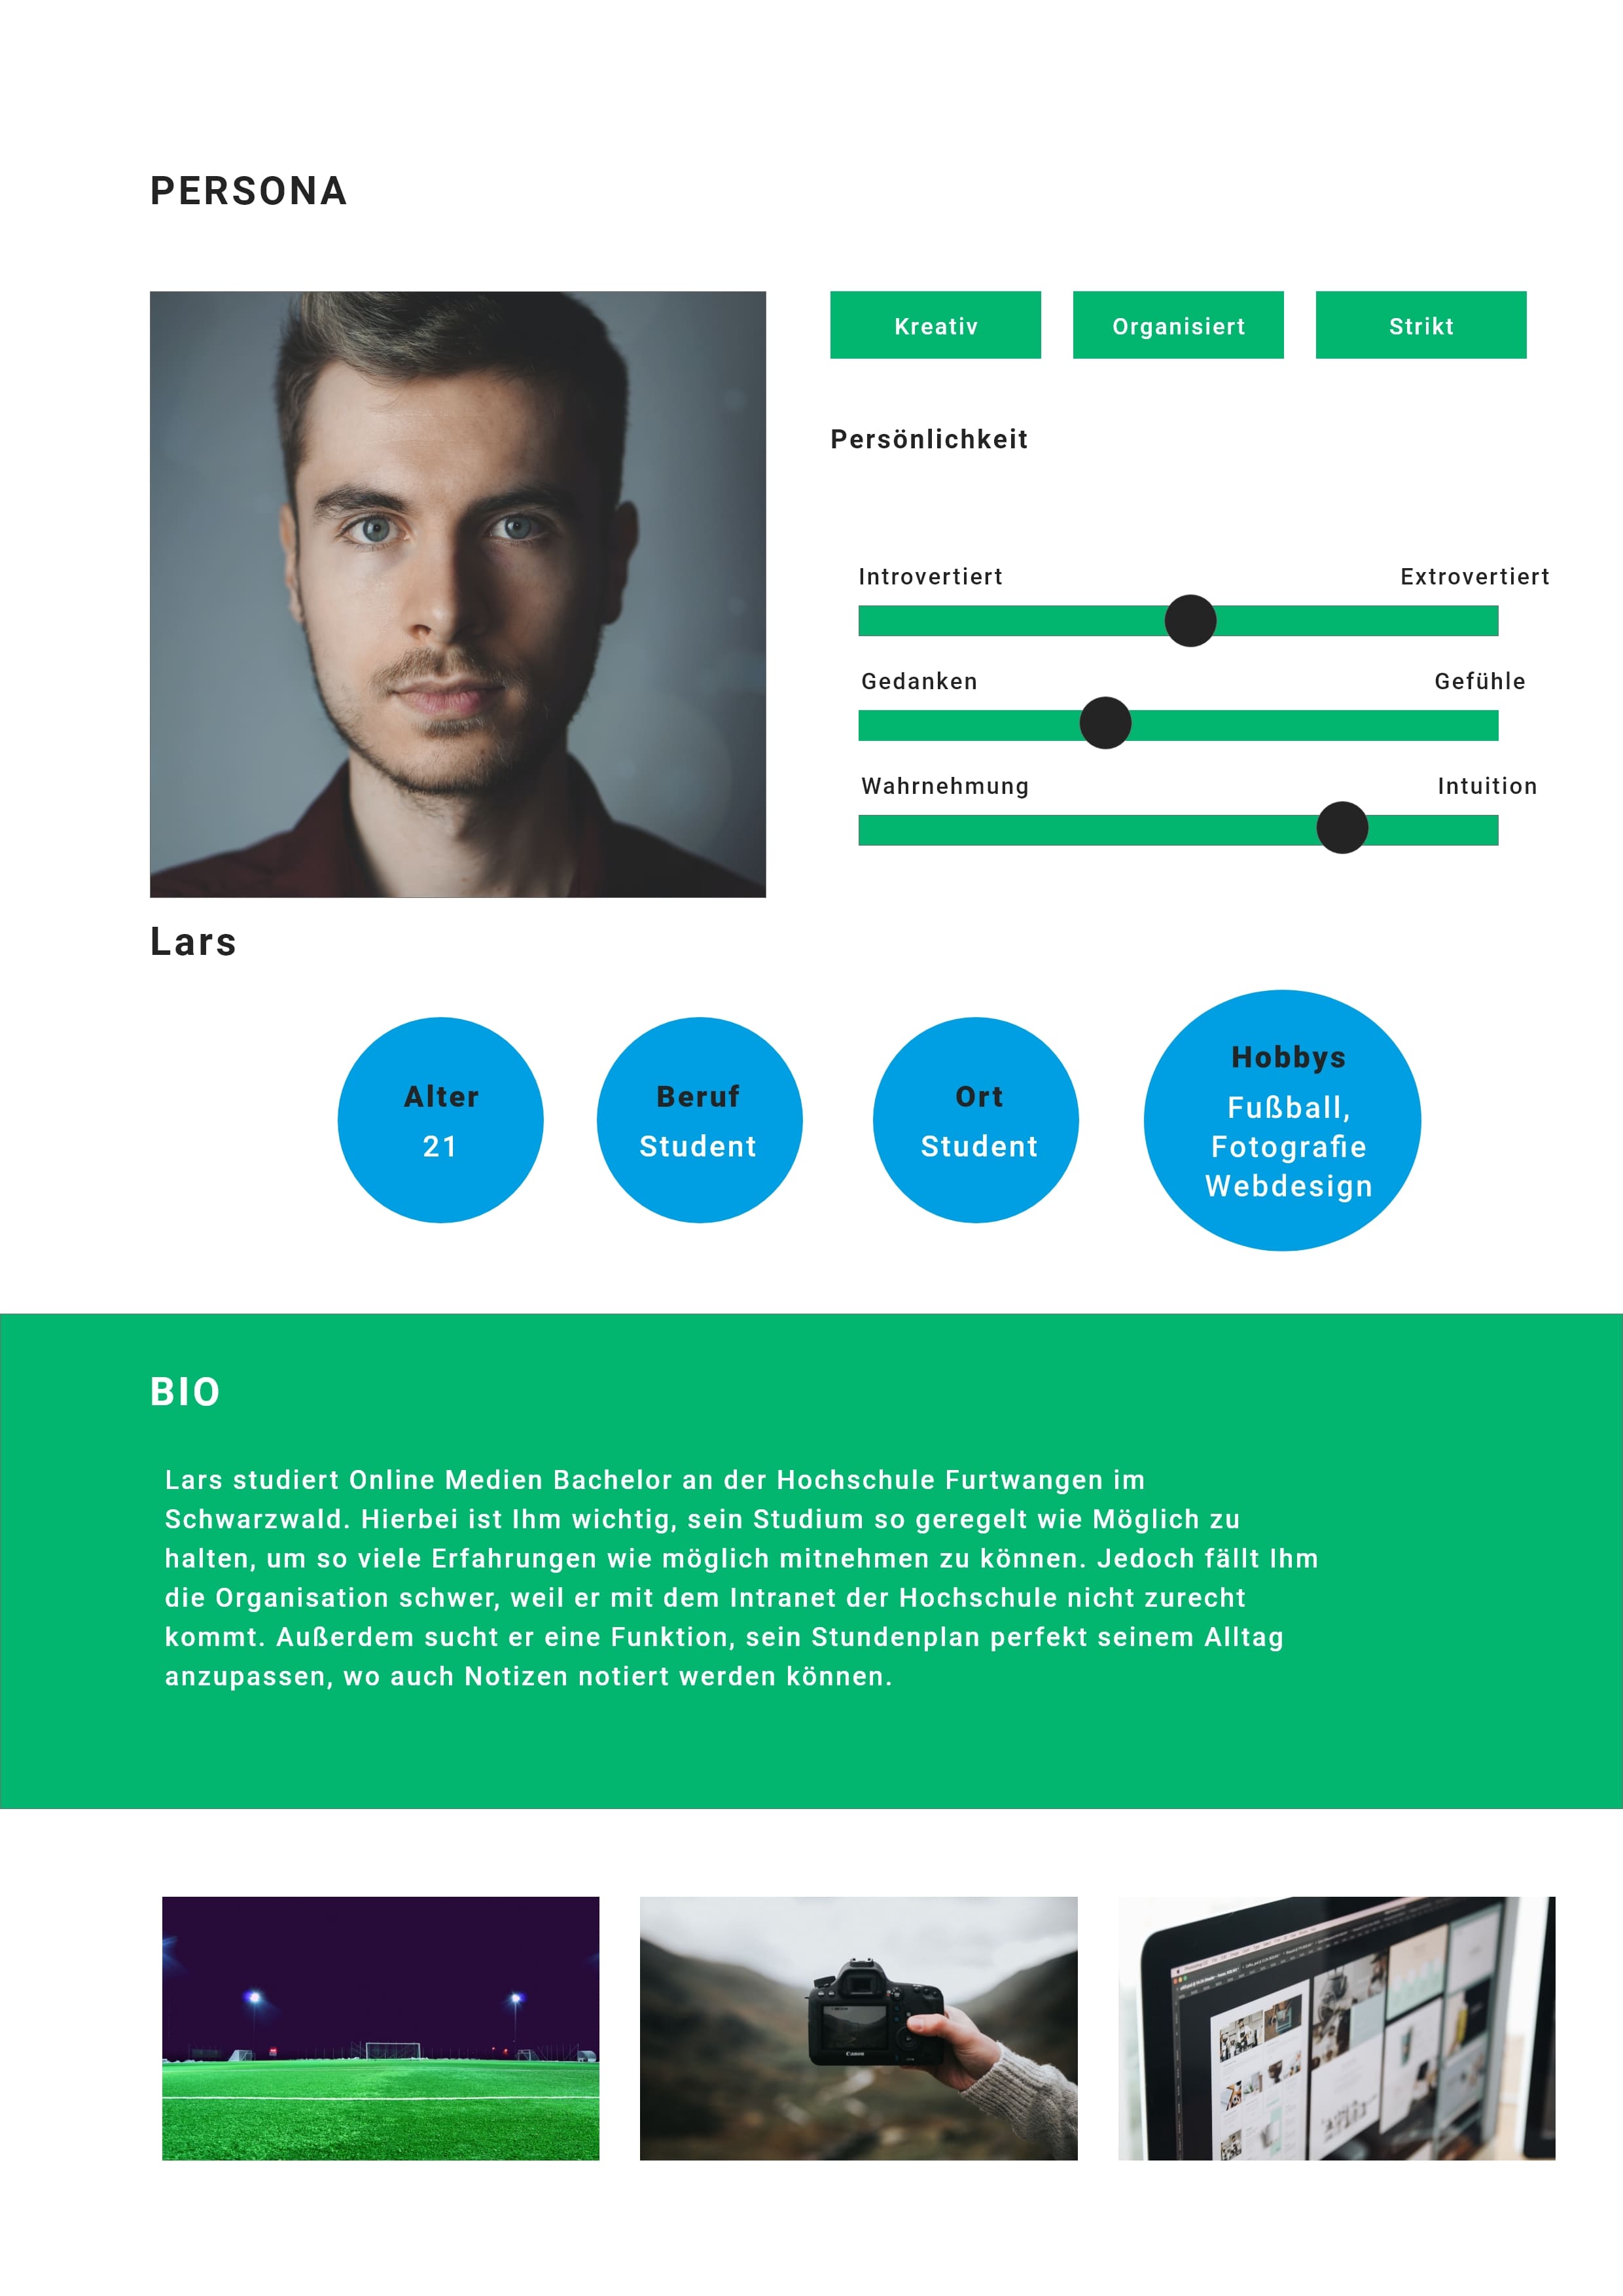 PERSONA
Kreativ
Organisiert
Strikt
Persönlichkeit
Introvertiert
Extrovertiert
Gedanken
Gefühle
Wahrnehmung
Intuition
Lars
Alter
21
Beruf
Student
Ort
Student
Hobbys
Fußball,
Fotografie
Webdesign
BIO
Lars studiert Online Medien Bachelor an der Hochschule Furtwangen im
Schwarzwald. Hierbei ist Ihm wichtig, sein Studium so geregelt wie Möglich zu
halten, um so viele Erfahrungen wie möglich mitnehmen zu können. Jedoch fällt Ihm
die Organisation schwer, weil er mit dem Intranet der Hochschule nicht zurecht
kommt. Außerdem sucht er eine Funktion, sein Stundenplan perfekt seinem Alltag
anzupassen, wo auch Notizen notiert werden können.
Canon